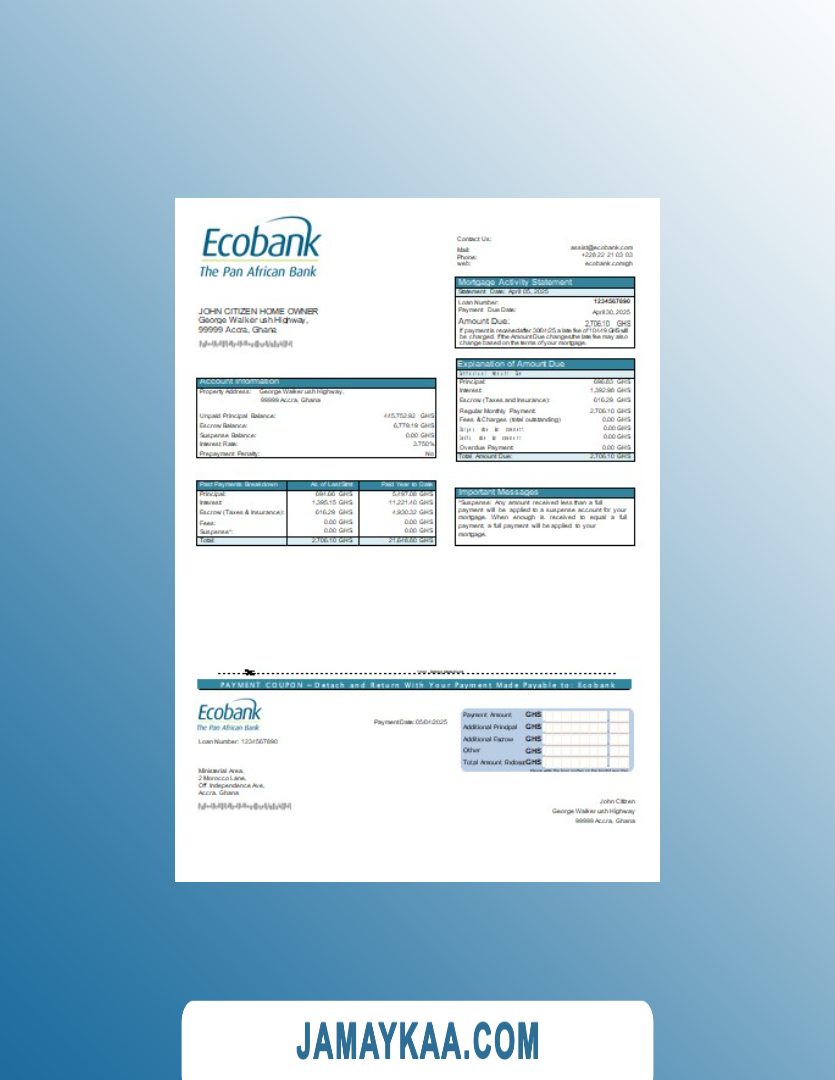 Ecobank
The Pan African Bank
Contact Us:
Mail: assist@ecobank.com
Phone: +228 22 21 03 03
web: ecobank.com/gh
Mortgage Activity Statement
Statement Date: April 05, 2025
Loan Number: 1234567890
Payment Due Date: April 30, 2025
Amount Due: 2,706.10 GHS
If payment is received after 30/04/25 a late fee of 104.49 GHS will
be charged. If the Amount Due changes the late fee may also
change based on the terms of your mortgage.
JOHN CITIZEN HOME OWNER
George Walker ush Highway,
99999 Accra, Ghana
Explanation of Amount Due
Principal:
Interest: 1,392.98 GHS
Escrow (Taxes and Insurance): 616.29 GHS
Regular Monthly Payment: 2,706.10 GHS
Fees & Charges (total outstanding) 0.00 GHS
0.00 GHS
0.00 GHS
Overdue Payment: 0.00 GHS
Total Amount Due: 2,706.10 GHS
Account Information
Property Address: George Walker ush Highway,
99999 Accra, Ghana
Unpaid Principal Balance: 445,752.92 GHS
Escrow Balance: 6,779.19 GHS
Suspense Balance: 0.00 GHS
Interest Rate: 3.750%
Prepayment Penalty: No
Past Payments Breakdown As of Last Stmt Paid Year to Date
Principal: 694.66 GHS 5,497.08 GHS
Interest: 1,395.15 GHS 11,221.40 GHS
Escrow (Taxes & Insurance): 616.29 GHS 4,930.32 GHS
Fees: 0.00 GHS 0.00 GHS
Suspense*: 0.00 GHS 0.00 GHS
Total: 2,706.10 GHS 21,648.80 GHS
Important Messages
*Suspense: Any amount received less than a full
payment will be applied to a suspense account for your
mortgage. When enough is received to equal a full
payment, a full payment will be applied to your
mortgage.
PAYMENT COUPON – Detach and Return With Your Payment Made Payable to: Ecobank
Ecobank
The Pan African Bank
Loan Number: 1234567890
Payment Date: 05/04/2025
Payment Amount GHS
Additional Principal GHS
Additional Escrow GHS
Other GHS
Total Amount GHS
Ministerial Area,
2 Morocco Lane,
Off Independence Ave,
Accra, Ghana
John Citizen
George Walker ush Highway
99999 Accra, Ghana
JAMAYKAA.COM